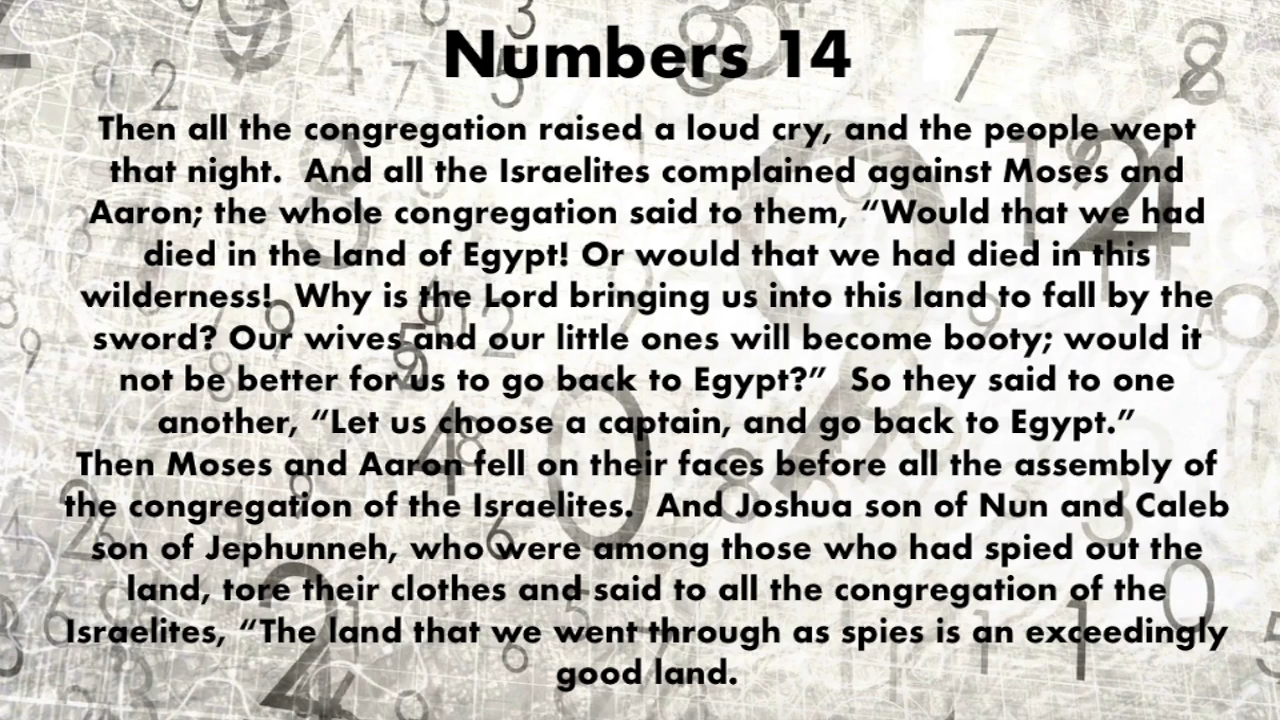 Numbers 14
Then all the congregation raised a loud cry, and the people wept
that night.  And all the Israelites complained against Moses and
Aaron; the whole congregation said to them, “Would that we had
died in the land of Egypt! Or would that we had died in this
wilderness!  Why is the Lord bringing us into this land to fall by the
sword? Our wives and our little ones will become booty; would it
not be better for us to go back to Egypt?”  So they said to one
another, “Let us choose a captain, and go back to Egypt.”
Then Moses and Aaron fell on their faces before all the assembly of
the congregation of the Israelites.  And Joshua son of Nun and Caleb
son of Jephunneh, who were among those who had spied out the
land, tore their clothes and said to all the congregation of the
Israelites, “The land that we went through as spies is an exceedingly
good land.